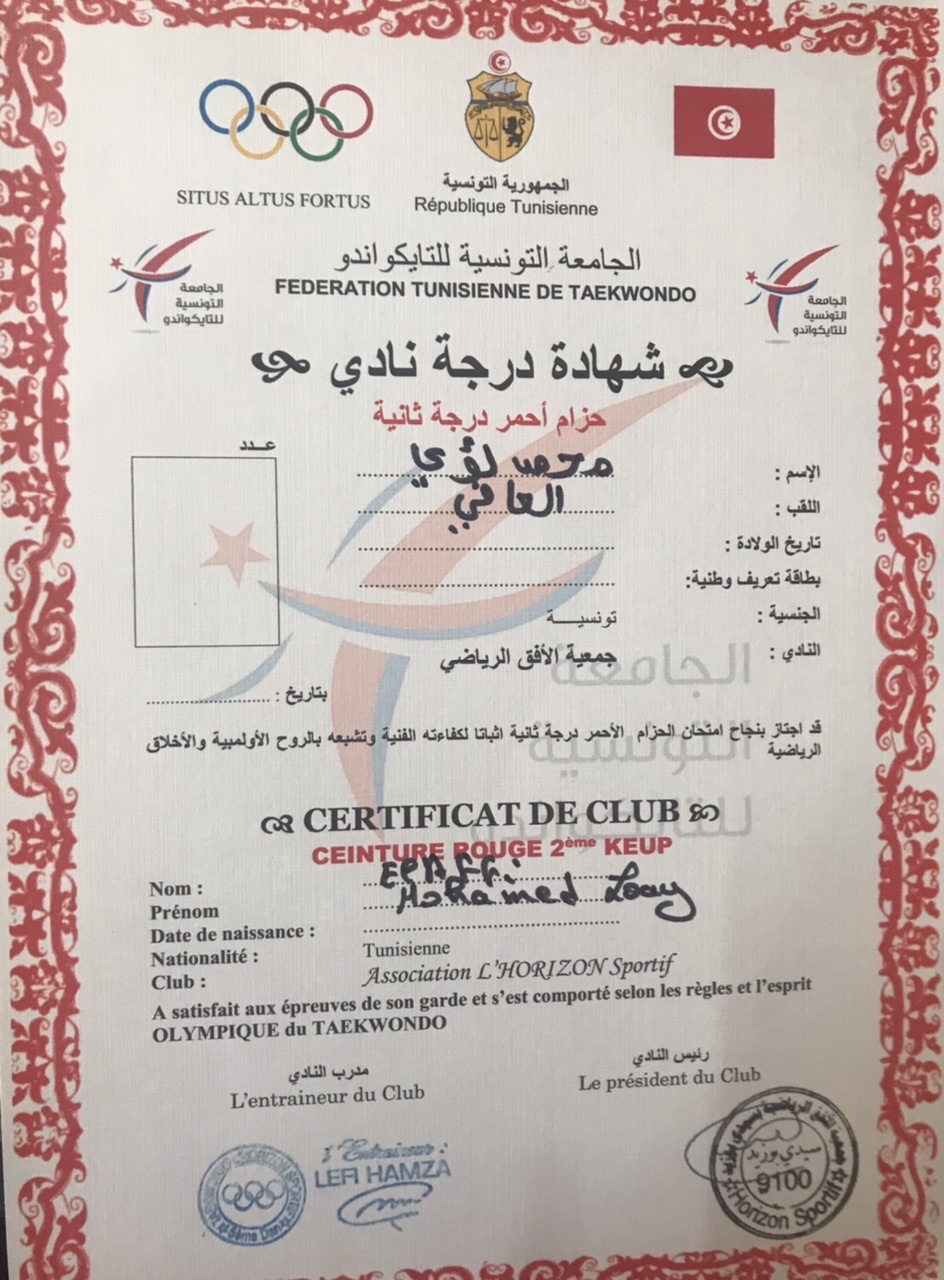 الجمهورية التونسية
République Tunisienne
SITUS ALTUS FORTUS
الجامعة التونسية للتايكواندو
FEDERATION TUNISIENNE DE TAEKWONDO
الجامعة
التونسية
للتايكواندو
الجامعة
التونسية
للتايكواندو
شهادة درجة نادي
حزام أحمر درجة ثانية
عدد
الإسم : محمد لؤي
اللقب : العافي
تاريخ الولادة :
بطاقة تعريف وطنية:
الجنسية : تونسيـــة
النادي : جمعية الأفق الرياضي
بتاريخ :
قد اجتاز بنجاح امتحان الحزام الأحمر درجة ثانية اثباتا لكفاءته الفنية وتشبعه بالروح الأولمبية والأخلاق
الرياضية
الجامعة
التونسية
للتايكواندو
CERTIFICAT DE CLUB
CEINTURE ROUGE 2ème KEUP
Nom :
Prénom Mohamed Loay
Date de naissance :
Nationalité : Tunisienne
Club : Association L'HORIZON Sportif
A satisfait aux épreuves de son garde et s'est comporté selon les règles et l'esprit
OLYMPIQUE du TAEKWONDO
مدرب النادي
L'entraineur du Club
رئيس النادي
Le président du Club
l'Entraineur :
LEFI HAMZA
سيدي بوزيد
9100
Horizon Sportif